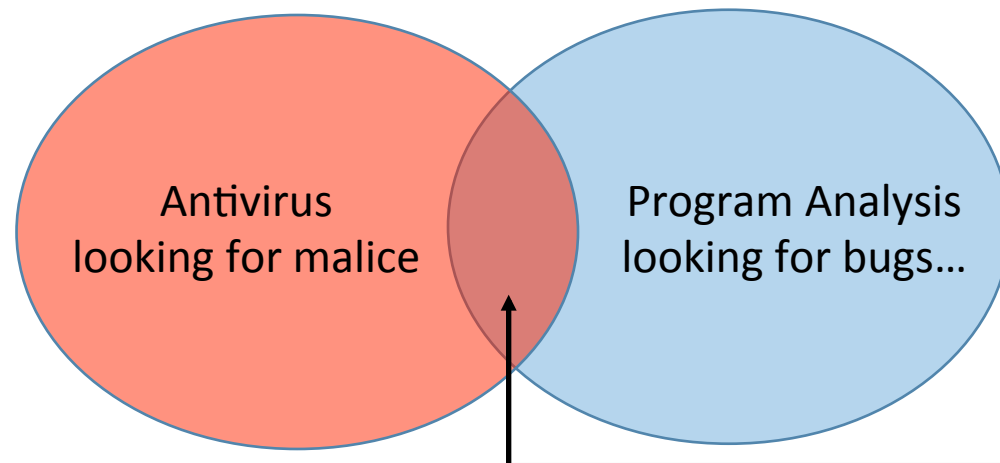 Antivirus
looking for malice
Program Analysis
looking for bugs…